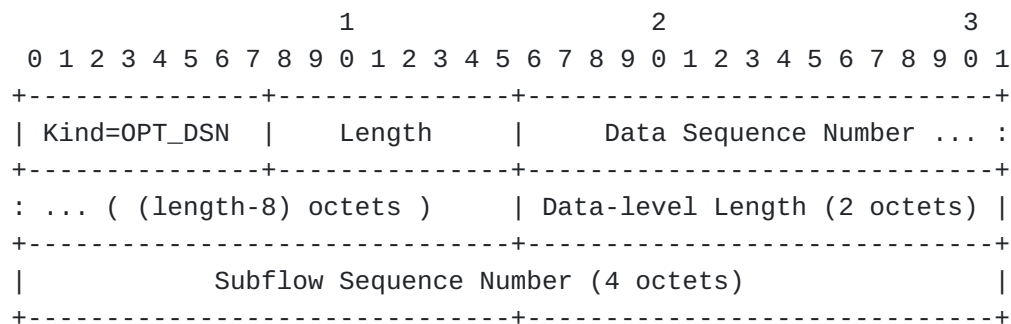 1                   2                   3
 0 1 2 3 4 5 6 7 8 9 0 1 2 3 4 5 6 7 8 9 0 1 2 3 4 5 6 7 8 9 0 1
+---------------+---------------+-------------------------------+
| Kind=OPT_DSN  |    Length     |     Data Sequence Number ... :
+---------------+---------------+-------------------------------+
: ... ( (length-8) octets )     | Data-level Length (2 octets) |
+-------------------------------+-------------------------------+
|            Subflow Sequence Number (4 octets)                |
+-------------------------------+-------------------------------+